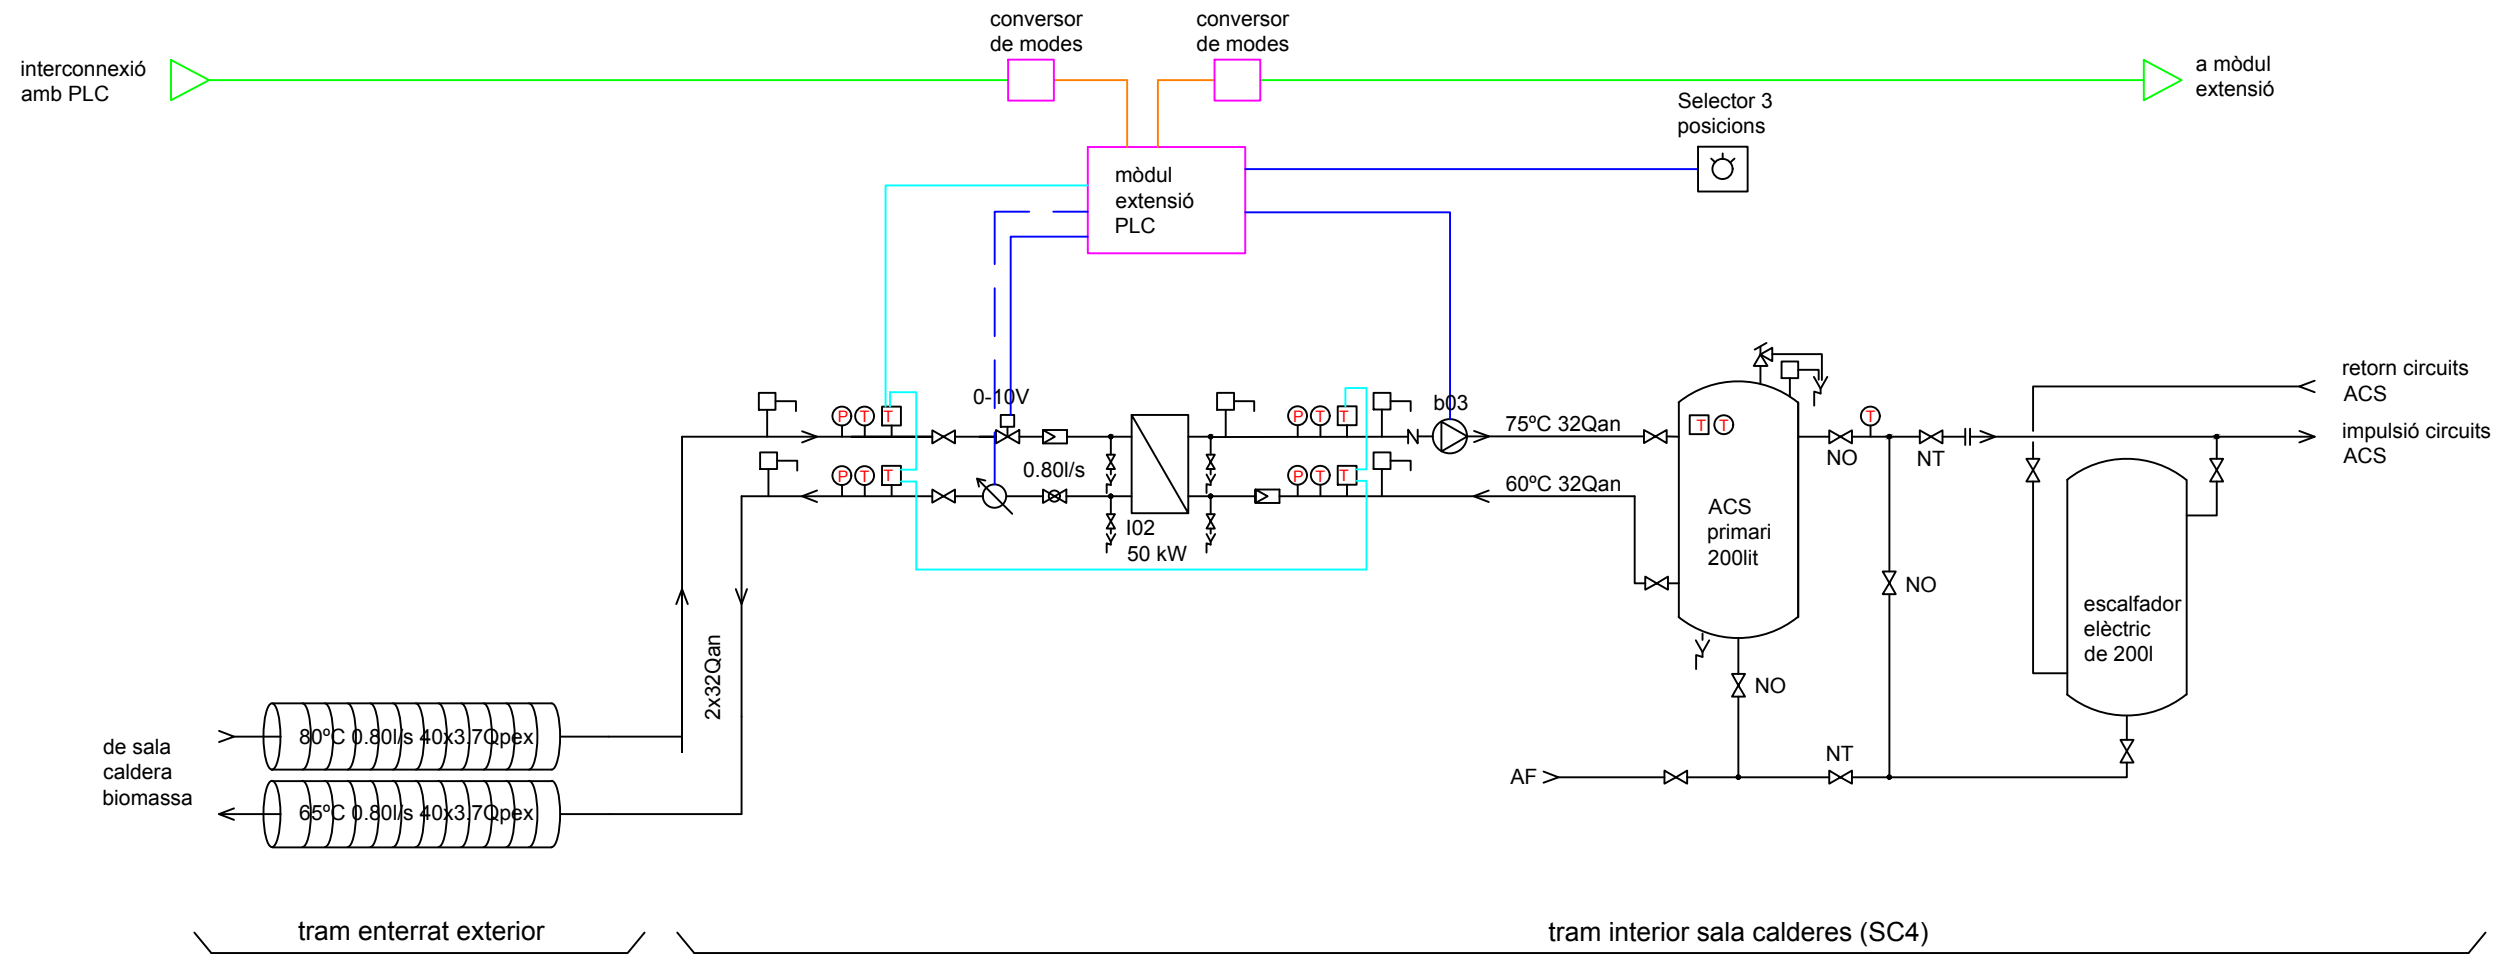 conversor
de modes
conversor
de modes
interconnexió
amb PLC
a mòdul
extensió
Selector 3
posicions
mòdul
extensió
PLC
0-10V
b03
P
T
T
P
T
T
75ºC 32Qan
T
T
T
NO
NT
retorn circuits
ACS
impulsió circuits
ACS
P
T
T
0.80l/s
P
T
T
60ºC 32Qan
I02
50 kW
ACS
primari
200lit
NO
escalfador
elèctric
de 200l
2x32Qan
NO
80ºC 0.80l/s 40x3.7Qpex
de sala
caldera
biomassa
65ºC 0.80l/s 40x3.7Qpex
AF
NT
tram enterrat exterior
tram interior sala calderes (SC4)